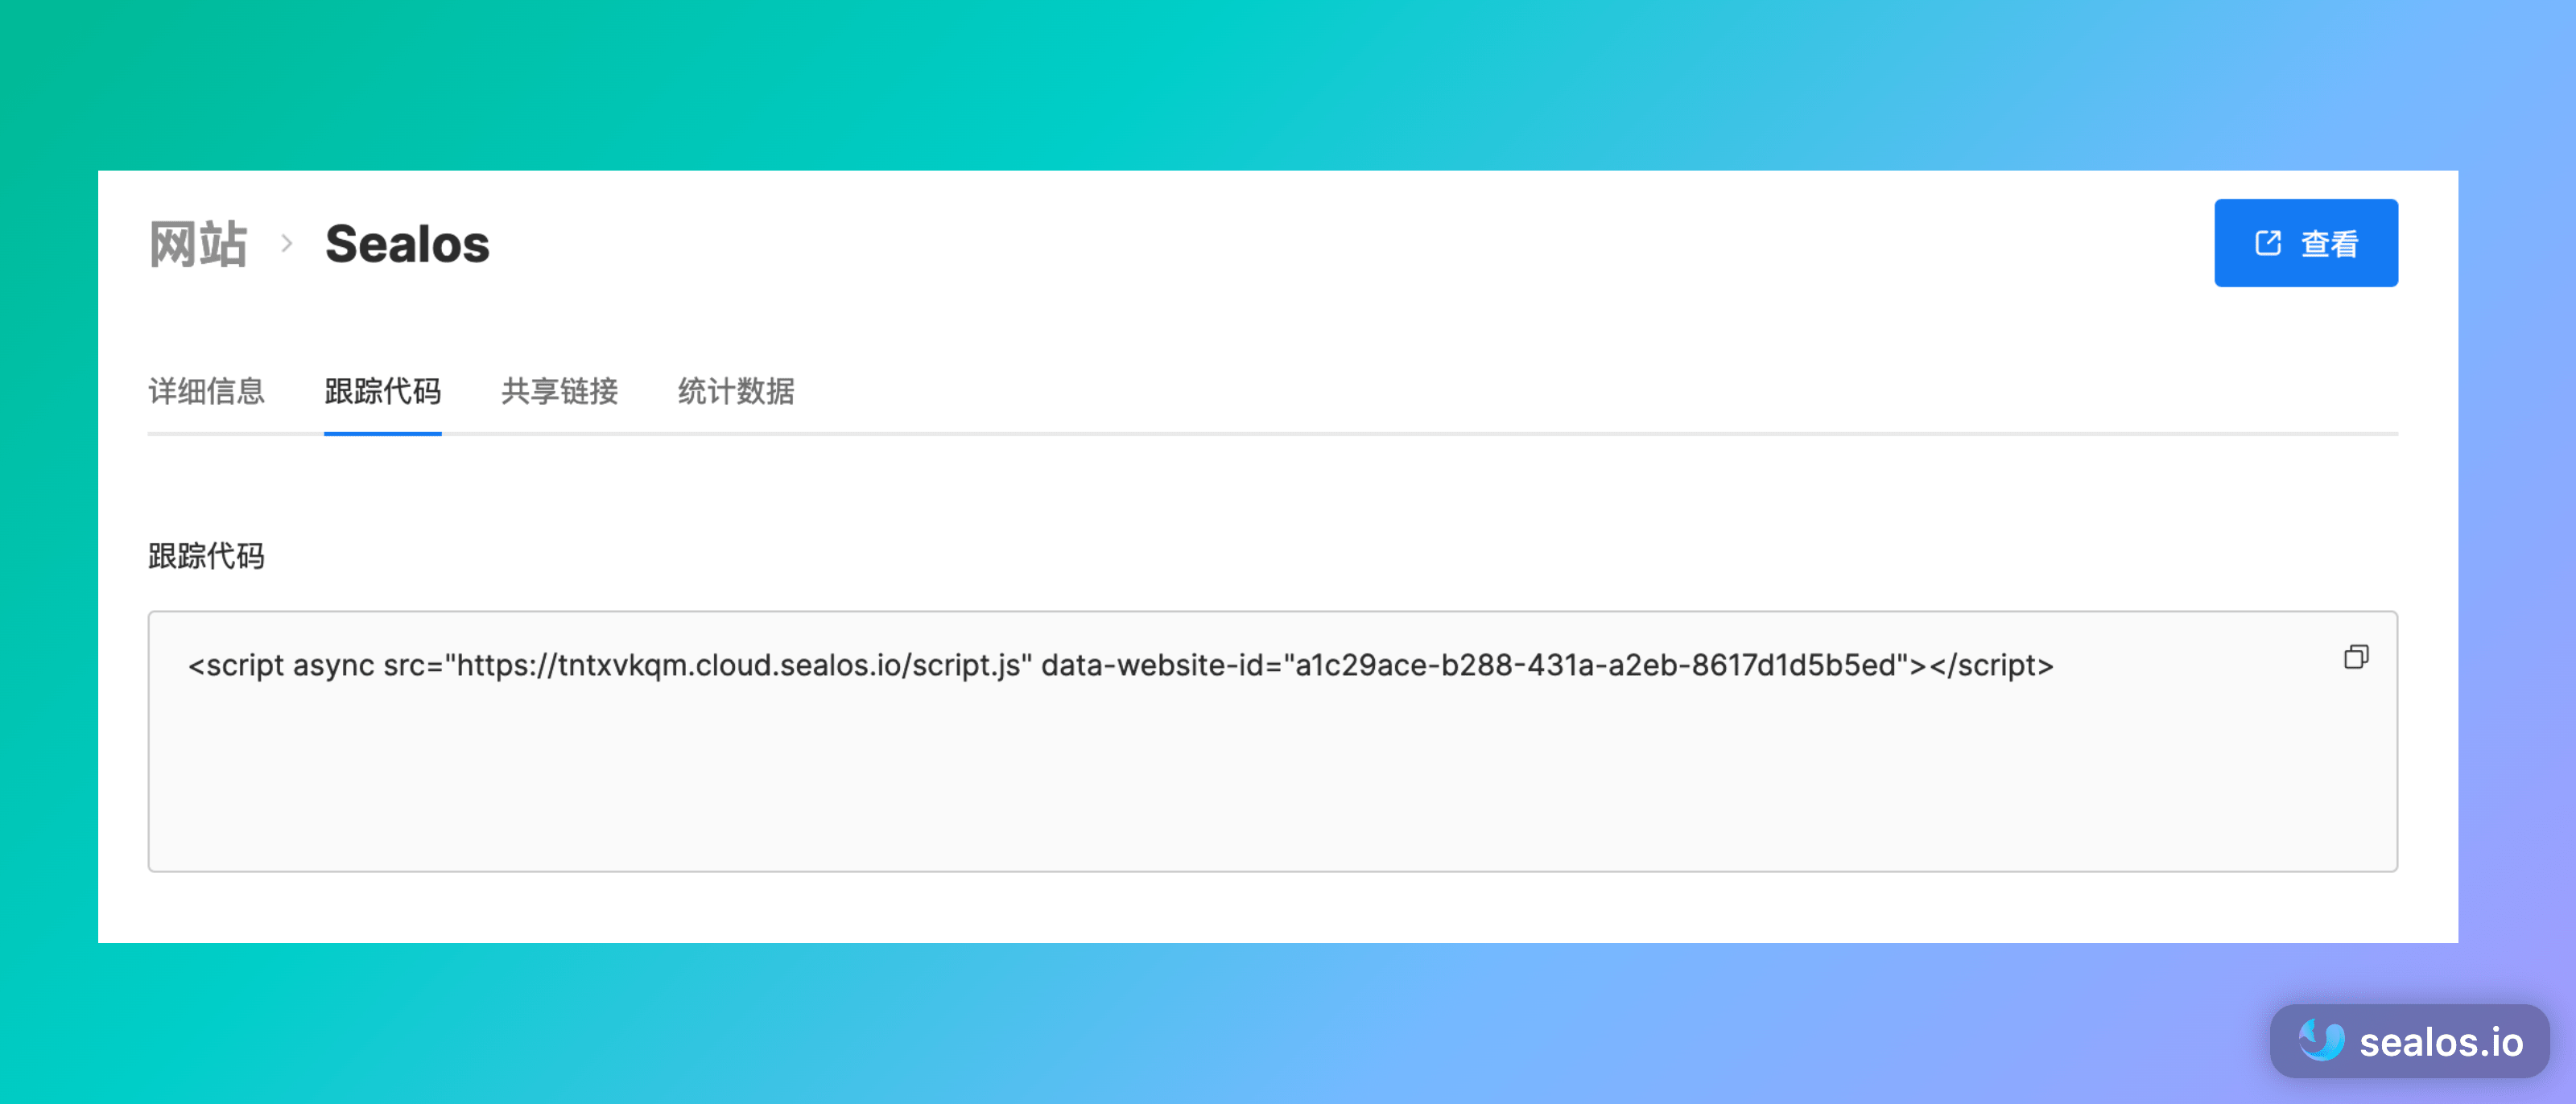 网站 > Sealos
查看
详细信息 跟踪代码 共享链接 统计数据
跟踪代码
<script async src="https://tntxvkqm.cloud.sealos.io/script.js" data-website-id="a1c29ace-b288-431a-a2eb-8617d1d5b5ed"></script>
sealos.io